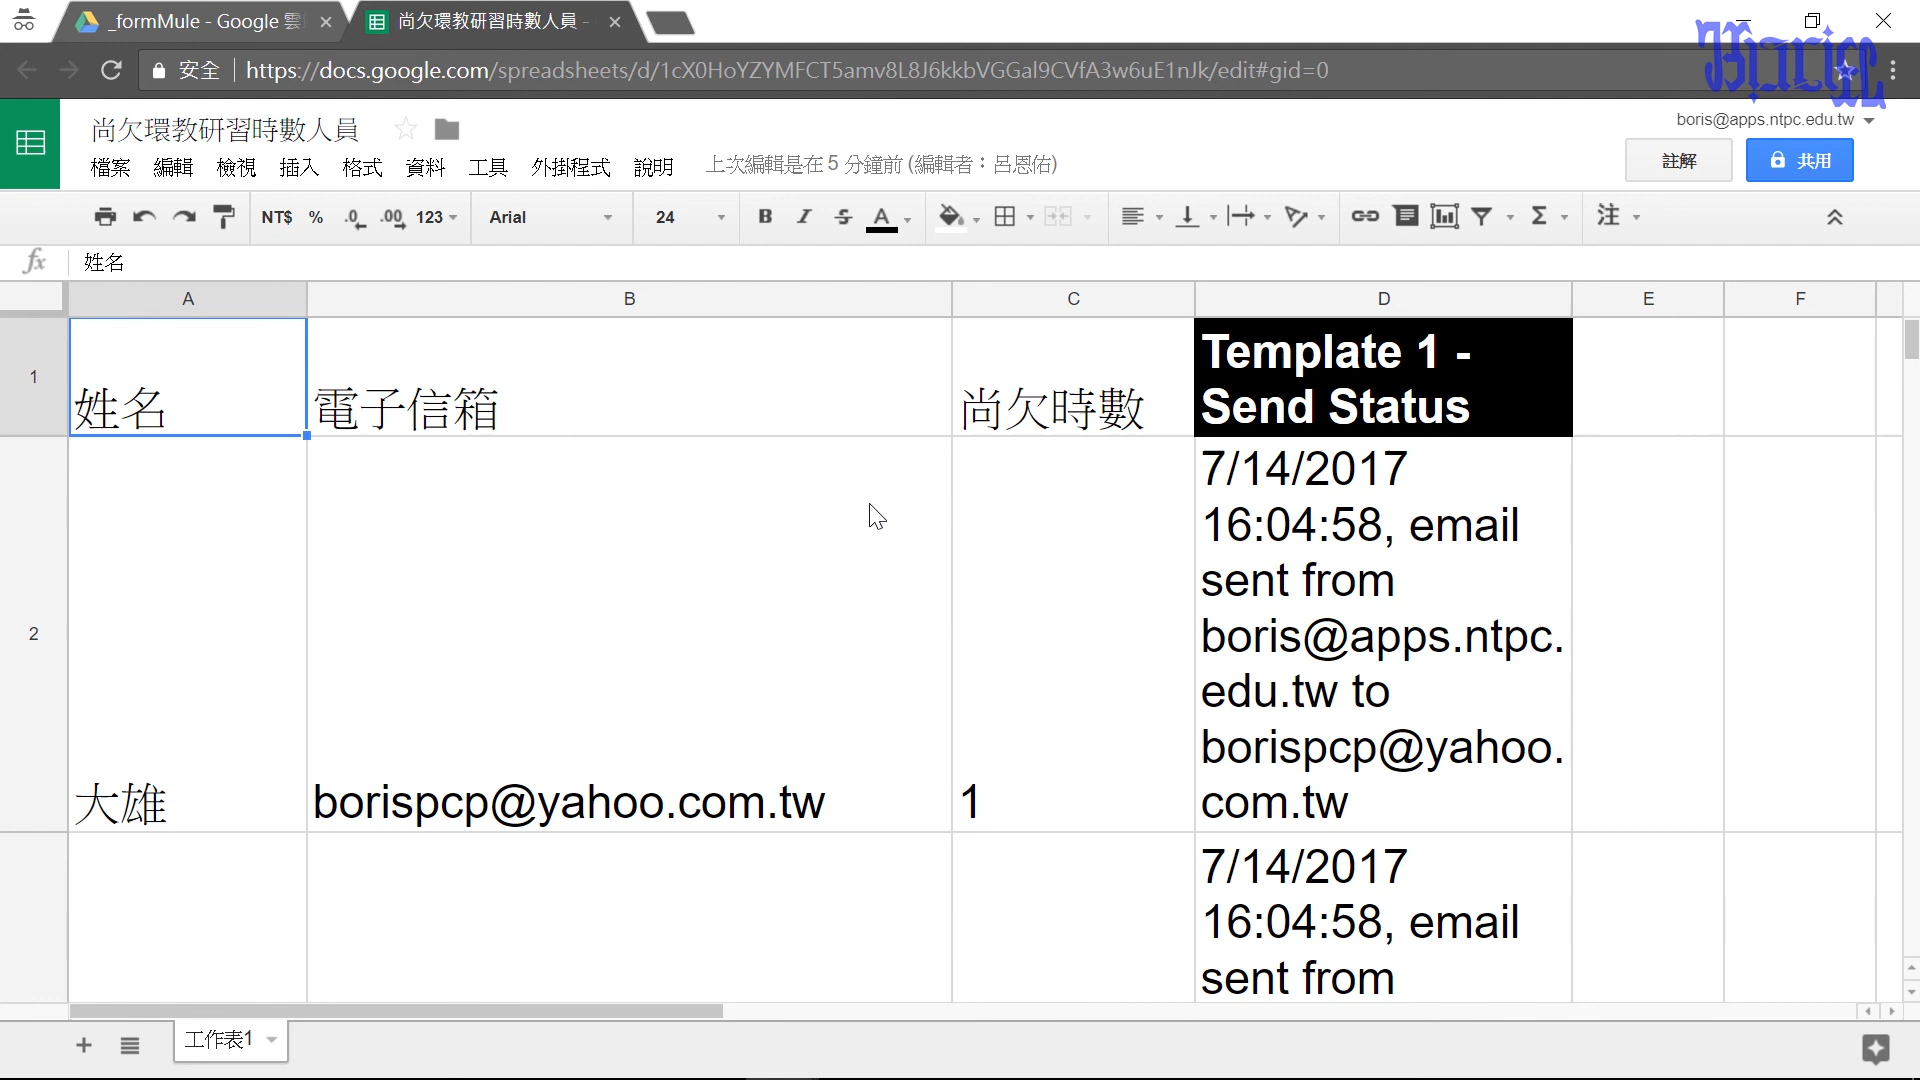 _formMule - Google 雲
尚欠環教研習時數人員 -
安全
https://docs.google.com/spreadsheets/d/1cX0HoYZYMFCT5amv8L8J6kkbVGGal9CVfA3w6uE1nJk/edit#gid=0
尚欠環教研習時數人員
boris@apps.ntpc.edu.tw
檔案 編輯 檢視 插入 格式 資料 工具 外掛程式 說明 上次編輯是在 5 分鐘前 (編輯者：呂恩佑)
註解 共用
NT$ % .0 .00 123 Arial 24 B I S A Σ 注
fx 姓名
A B C D E F
1
姓名
電子信箱
尚欠時數
Template 1 -
Send Status
2
大雄
borispcp@yahoo.com.tw
1
7/14/2017
16:04:58, email
sent from
boris@apps.ntpc.
edu.tw to
borispcp@yahoo.
com.tw
7/14/2017
16:04:58, email
sent from
工作表1